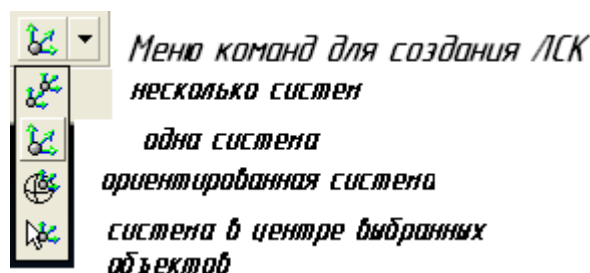 Меню команд для создания ЛСК
несколько систем
одна система
ориентированная система
система в центре выбранных
объектов